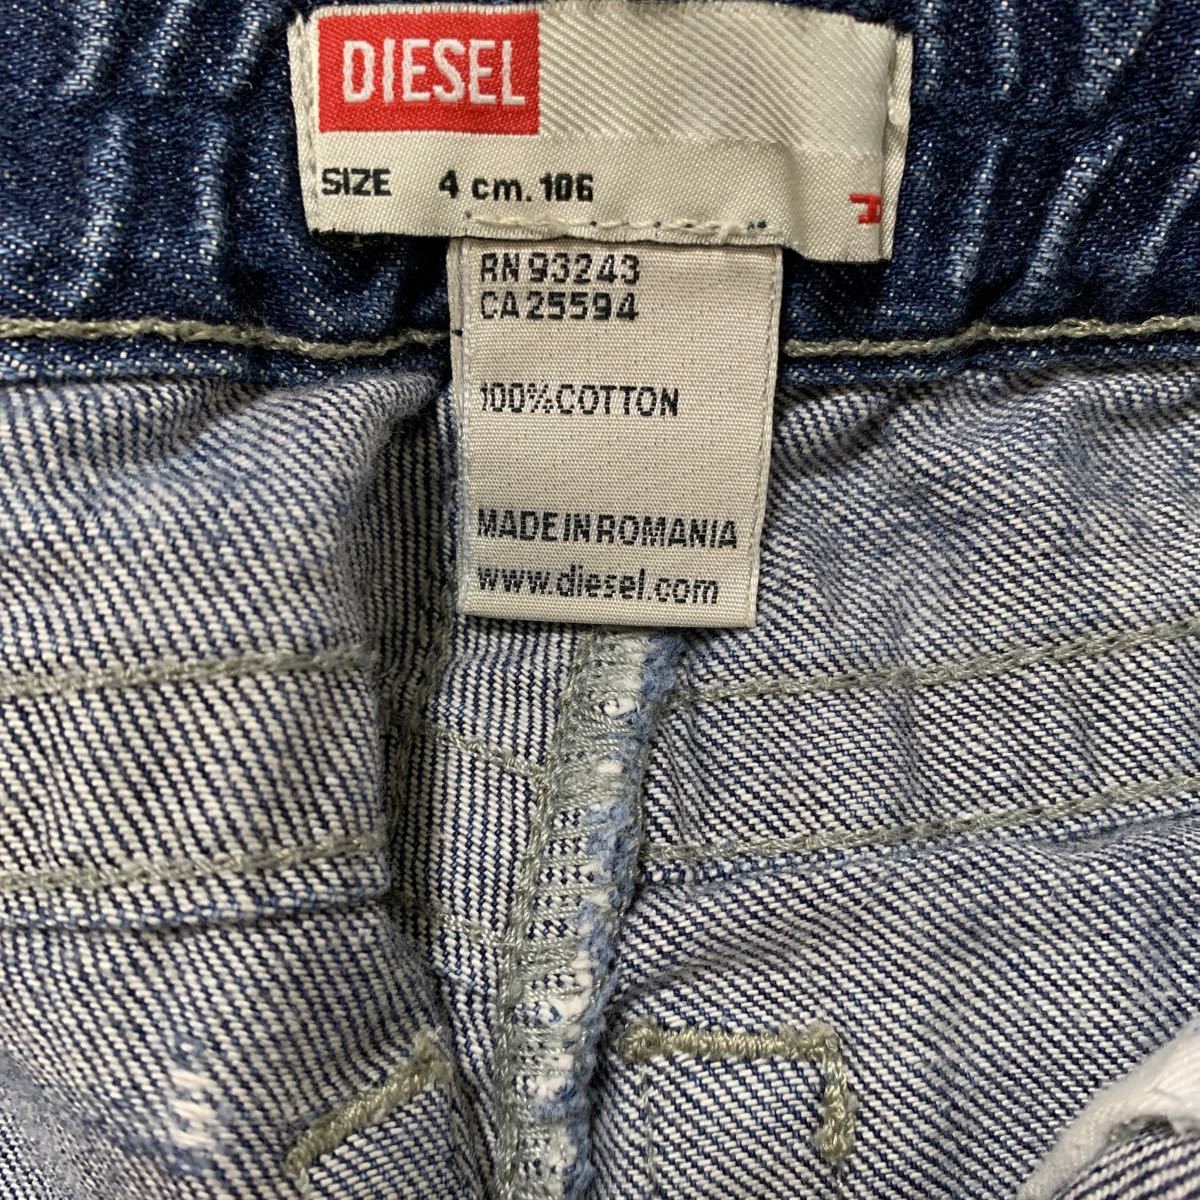 DIESEL
SIZE 4 cm. 106
RN 93243
CA 25594
100% COTTON
MADE IN ROMANIA
www.diesel.com